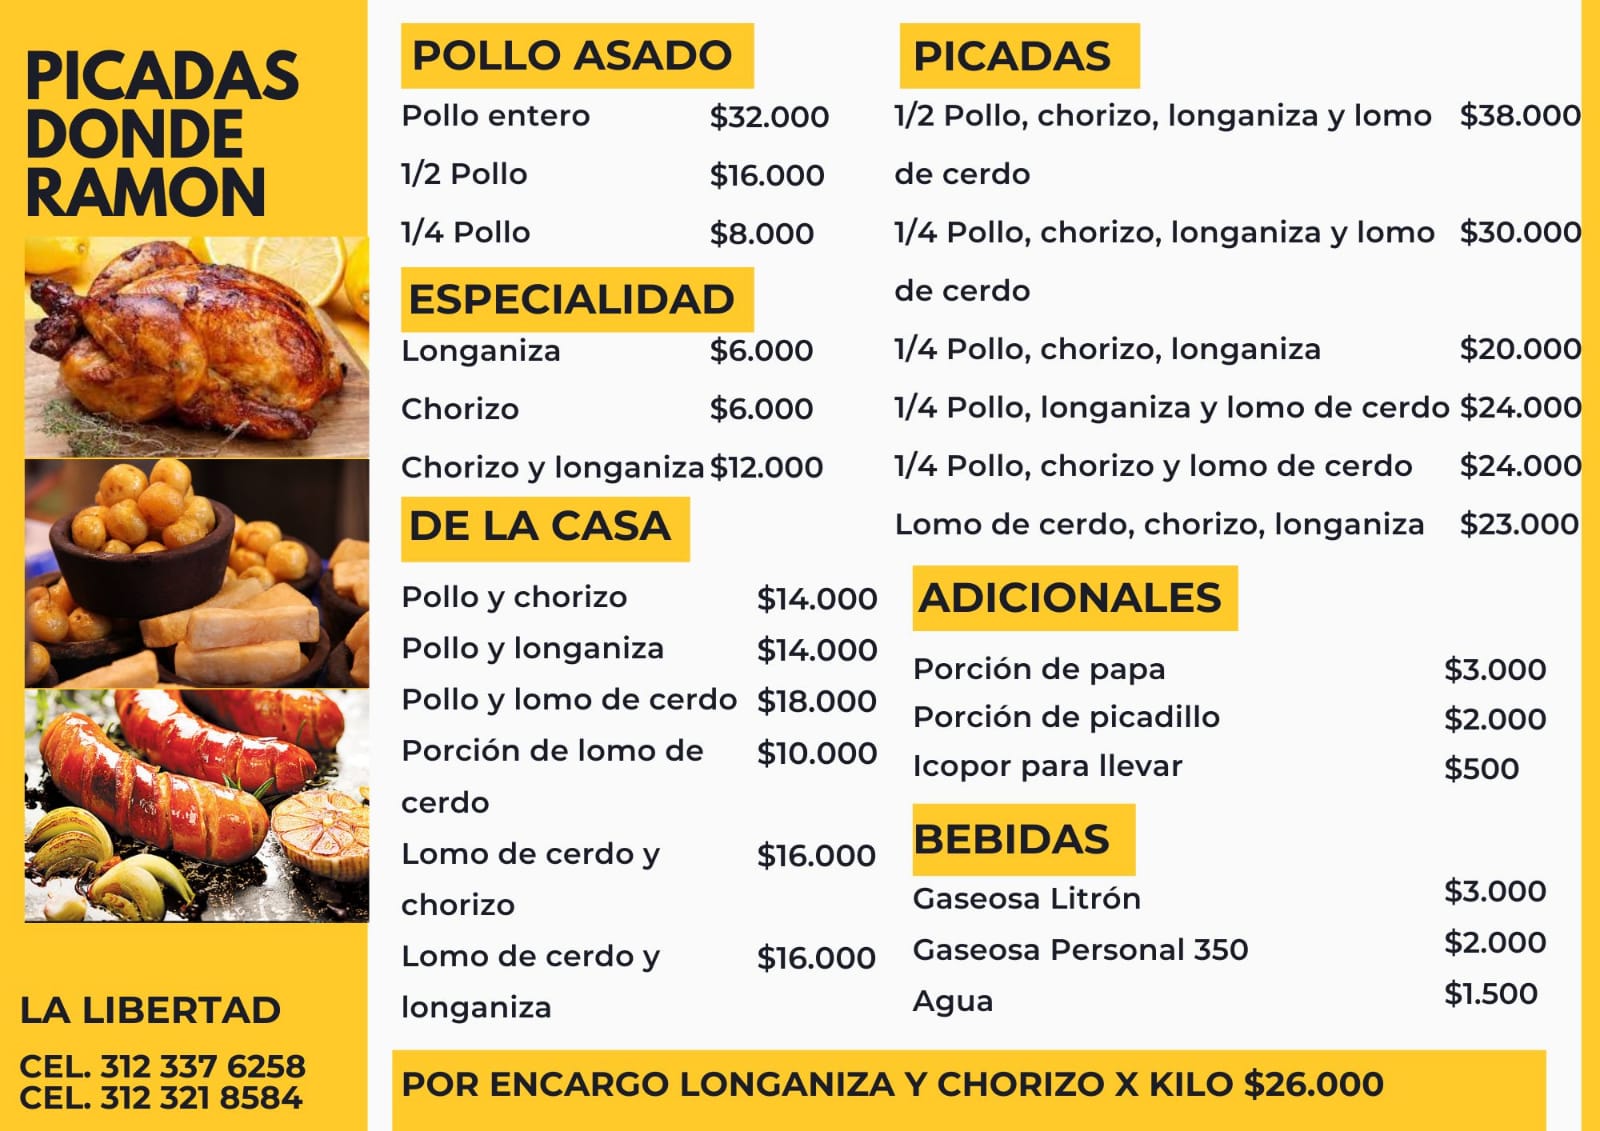 PICADAS
DONDE
RAMON
LA LIBERTAD
CEL. 312 337 6258
CEL. 312 321 8584
POLLO ASADO
Pollo entero $32.000
1/2 Pollo $16.000
1/4 Pollo $8.000
ESPECIALIDAD
Longaniza $6.000
Chorizo $6.000
Chorizo y longaniza $12.000
DE LA CASA
Pollo y chorizo $14.000
Pollo y longaniza $14.000
Pollo y lomo de cerdo $18.000
Porción de lomo de $10.000
cerdo
Lomo de cerdo y $16.000
chorizo
Lomo de cerdo y $16.000
longaniza
PICADAS
1/2 Pollo, chorizo, longaniza y lomo $38.000
de cerdo
1/4 Pollo, chorizo, longaniza y lomo $30.000
de cerdo
1/4 Pollo, chorizo, longaniza $20.000
1/4 Pollo, longaniza y lomo de cerdo $24.000
1/4 Pollo, chorizo y lomo de cerdo $24.000
Lomo de cerdo, chorizo, longaniza $23.000
ADICIONALES
Porción de papa $3.000
Porción de picadillo $2.000
Icopor para llevar $500
BEBIDAS
Gaseosa Litrón $3.000
Gaseosa Personal 350 $2.000
Agua $1.500
POR ENCARGO LONGANIZA Y CHORIZO X KILO $26.000